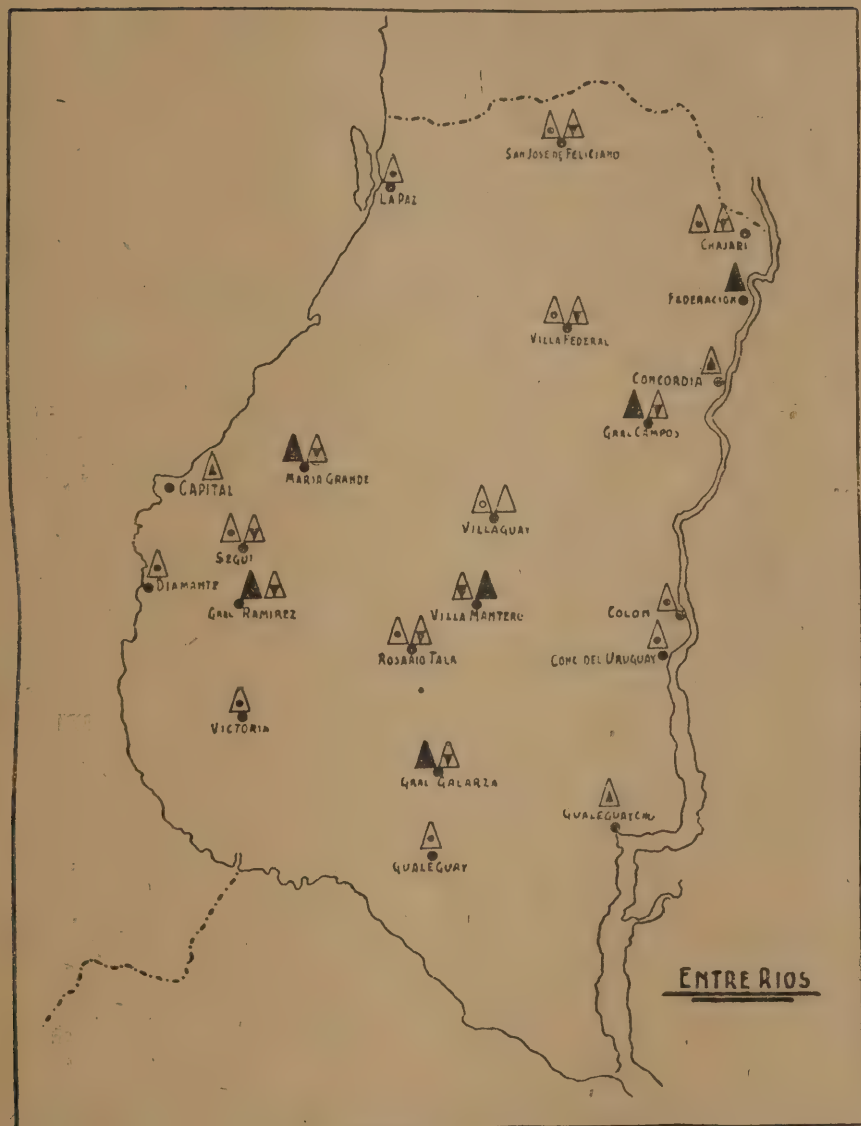 SAN JOSE DE FELICIANO
LA PAZ
CHAJARI
FEDERACION
VILLA FEDERAL
CONCORDIA
GRAL CAMPOS
MARIA GRANDE
CAPITAL
VILLAGUAY
SEGUI
DIAMANTE
GRAL RAMIREZ
VILLA MANTERO
COLON
ROSARIO TALA
CONC DEL URUGUAY
VICTORIA
GRAL GALARZA
GUALEGUAYCHU
GUALEGUAY
ENTRE RIOS